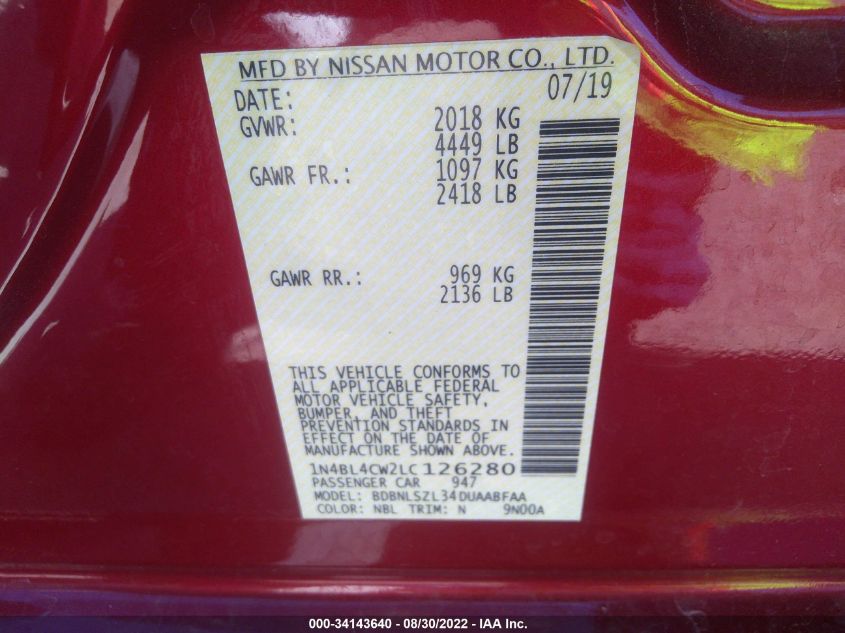 MFD BY NISSAN MOTOR CO., LTD.
DATE: 07/19
GVWR: 2018 KG
4449 LB
GAWR FR.: 1097 KG
2418 LB
GAWR RR.: 969 KG
2136 LB
THIS VEHICLE CONFORMS TO
ALL APPLICABLE FEDERAL
MOTOR VEHICLE SAFETY,
BUMPER, AND THEFT
PREVENTION STANDARDS IN
EFFECT ON THE DATE OF
MANUFACTURE SHOWN ABOVE.
1N4BL4CW2LC126280
PASSENGER CAR 947
MODEL: BDBNLSZL34DUAABFAA
COLOR: NBL TRIM: N 9N00A
000-34143640 - 08/30/2022 - IAA Inc.